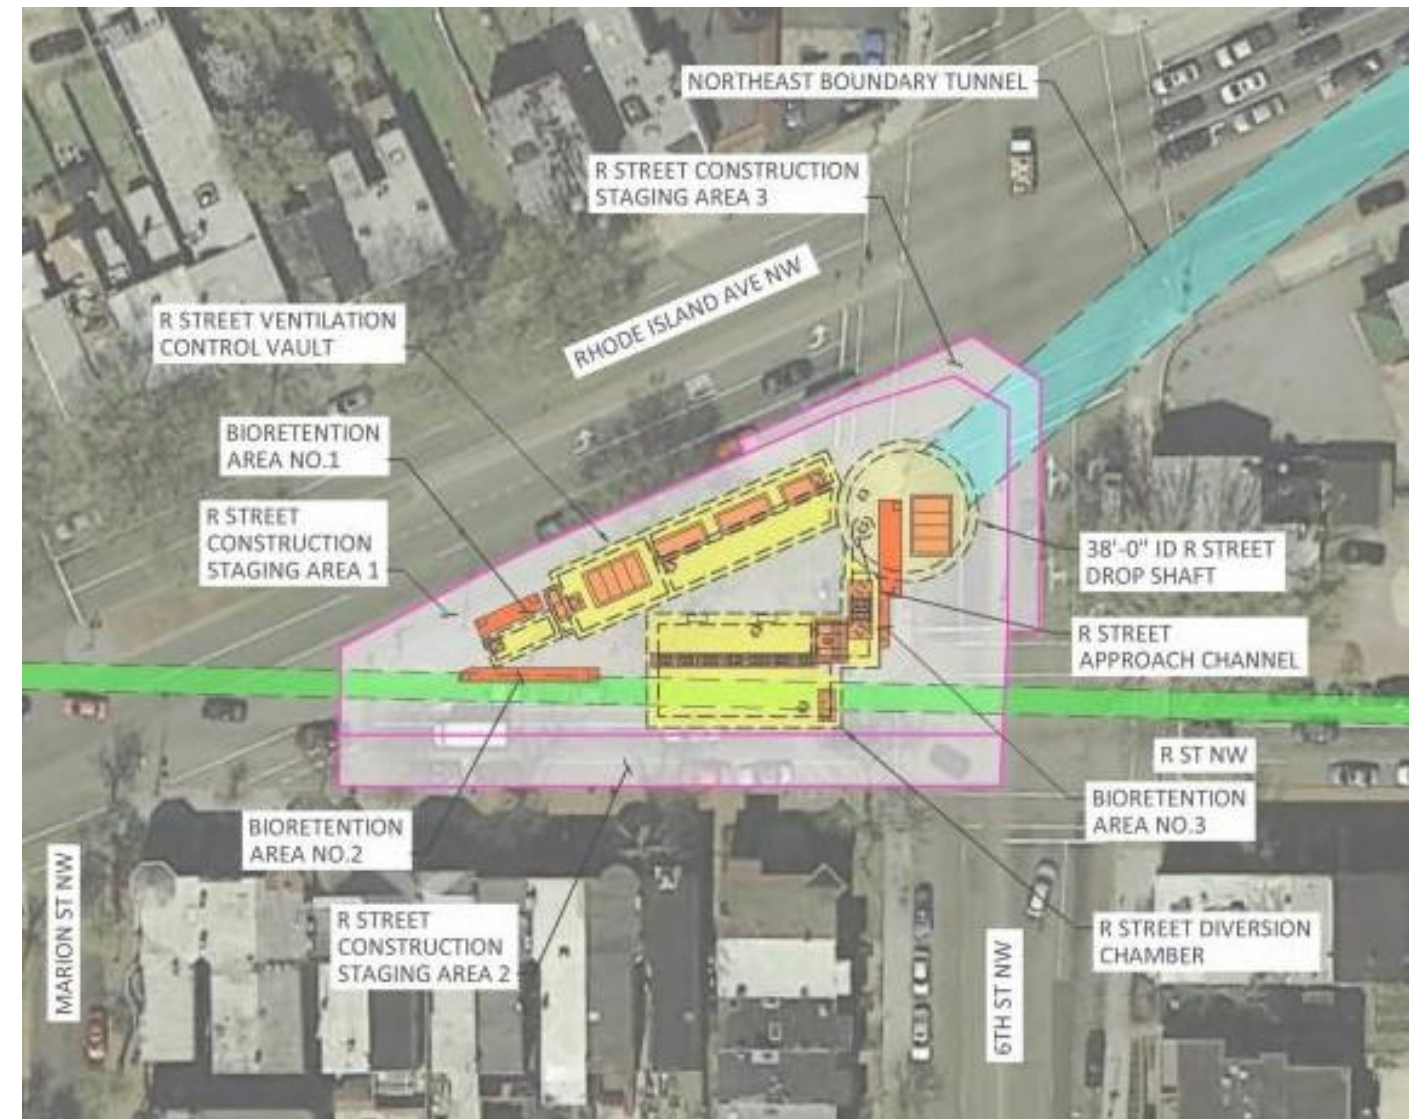 NORTHEAST BOUNDARY TUNNEL
R STREET CONSTRUCTION
STAGING AREA 3
RHODE ISLAND AVE NW
R STREET VENTILATION
CONTROL VAULT
BIORETENTION
AREA NO.1
R STREET
CONSTRUCTION
STAGING AREA 1
38'-0" ID R STREET
DROP SHAFT
R STREET
APPROACH CHANNEL
R ST NW
BIORETENTION
AREA NO.3
BIORETENTION
AREA NO.2
MARION ST NW
R STREET
CONSTRUCTION
STAGING AREA 2
6TH ST NW
R STREET DIVERSION
CHAMBER